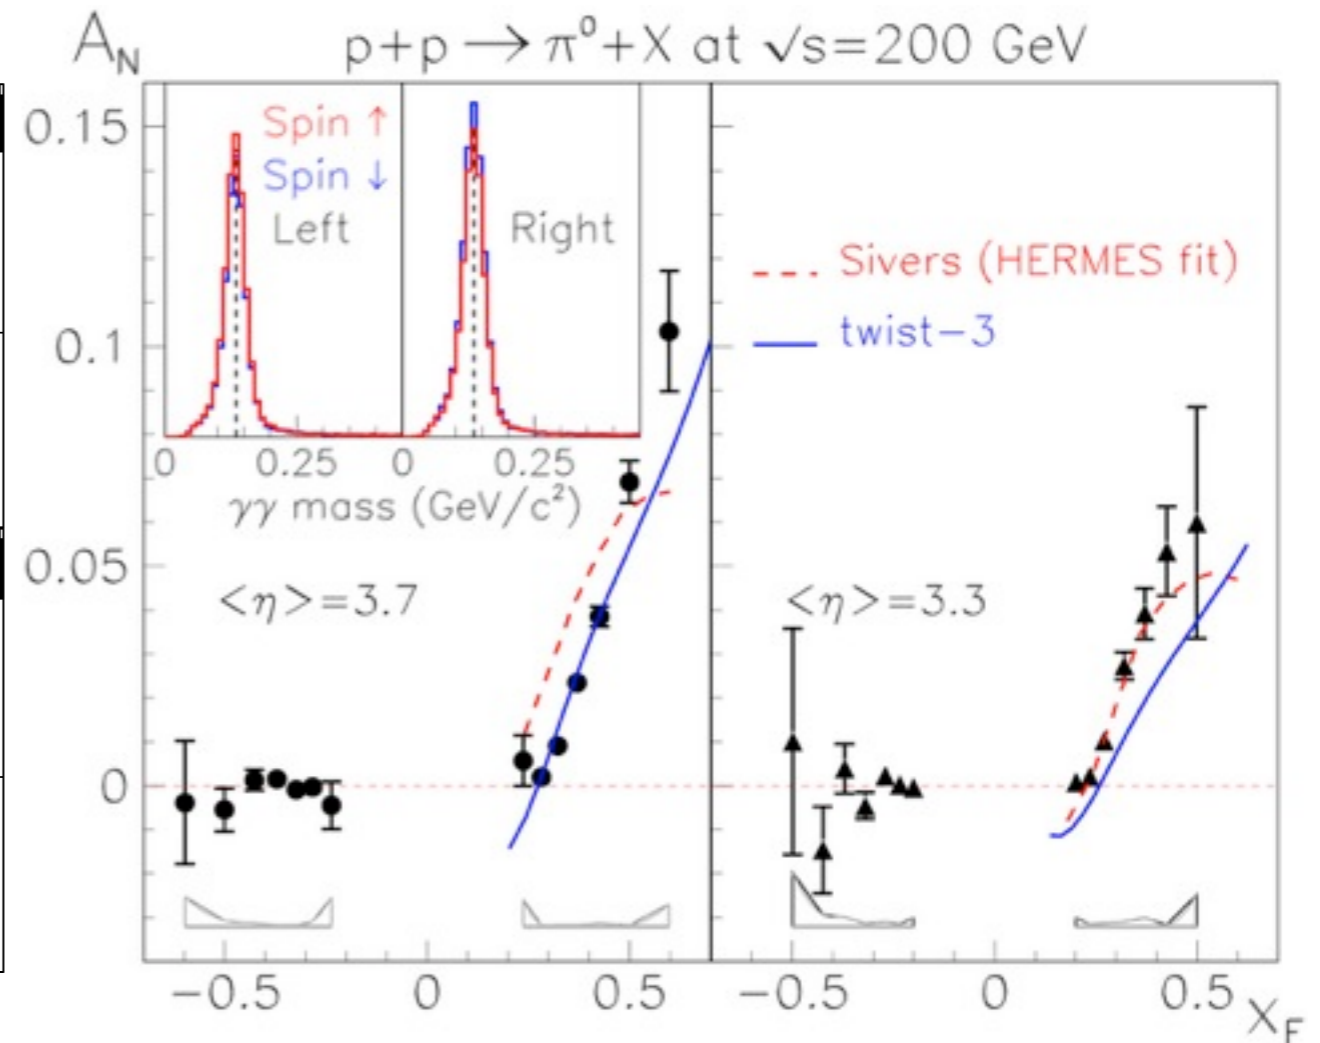 A_N
p+p → π⁰+X at √s=200 GeV
0.15
0.1
0.05
0
Spin ↑
Spin ↓
Left
Right
0
0.25
0
0.25
γγ mass (GeV/c²)
<η>=3.7
Sivers (HERMES fit)
twist-3
<η>=3.3
-0.5
0
0.5
-0.5
0
0.5
x_F